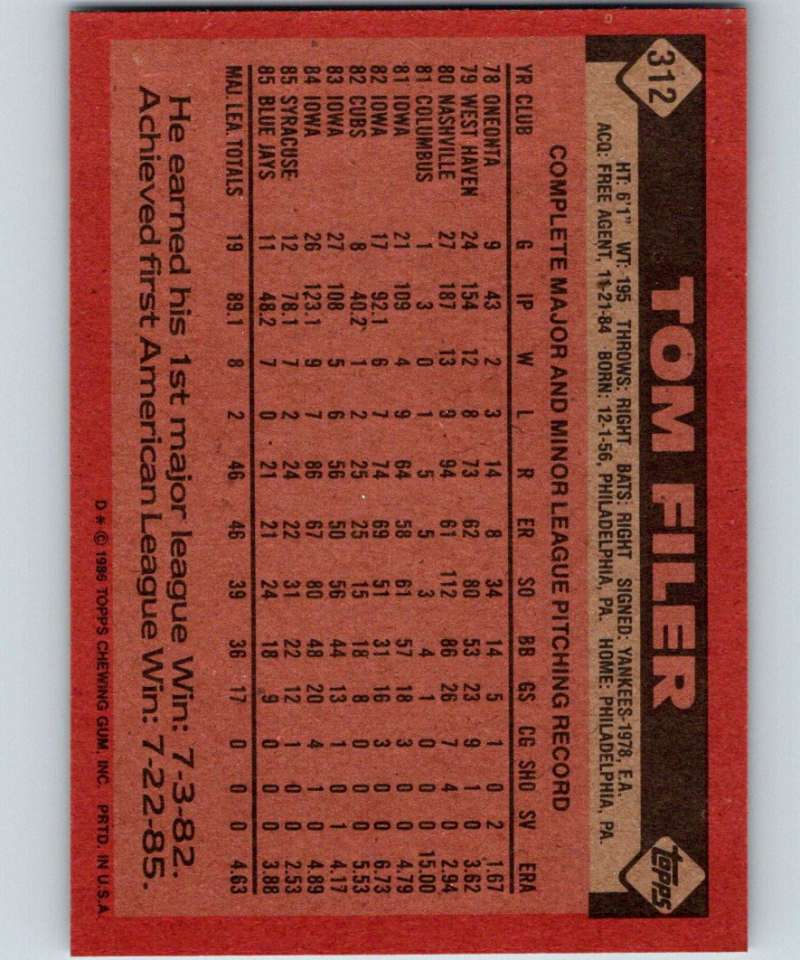 312
TOM FILER
topps
HT: 6'1" WT: 195 THROWS: RIGHT BATS: RIGHT SIGNED: YANKEES-1978, F.A.
ACQ: FREE AGENT, 11-21-84 BORN: 12-1-56, PHILADELPHIA, PA. HOME: PHILADELPHIA, PA.
COMPLETE MAJOR AND MINOR LEAGUE PITCHING RECORD
YR CLUB G IP W L R ER SO BB GS CG SHO SV ERA
78 ONEONTA 9 43 2 3 14 8 34 14 5 1 0 2 1.67
79 WEST HAVEN 24 154 12 8 73 62 80 53 23 9 1 0 3.62
80 NASHVILLE 27 187 13 9 94 61 112 86 26 7 4 0 2.94
81 COLUMBUS 1 3 0 1 5 5 3 4 1 0 0 0 15.00
81 IOWA 21 109 4 9 64 58 61 57 18 3 0 0 4.79
82 IOWA 17 92.1 6 7 74 69 51 31 16 3 0 0 6.73
82 CUBS 8 40.2 1 2 25 25 15 18 8 0 0 0 5.53
83 IOWA 27 108 5 6 56 50 56 44 13 1 0 1 4.17
84 IOWA 26 123.1 9 7 86 67 80 48 20 4 1 0 4.89
85 SYRACUSE 12 78.1 7 2 24 22 31 22 12 1 0 0 2.53
85 BLUE JAYS 11 48.2 7 0 21 21 24 18 9 0 0 0 3.88
MAJ. LEA. TOTALS 19 89.1 8 2 46 46 39 36 17 0 0 0 4.63
He earned his 1st major league Win: 7-3-82.
Achieved first American League Win: 7-22-85.
D* © 1986 TOPPS CHEWING GUM, INC. PRTD. IN U.S.A.